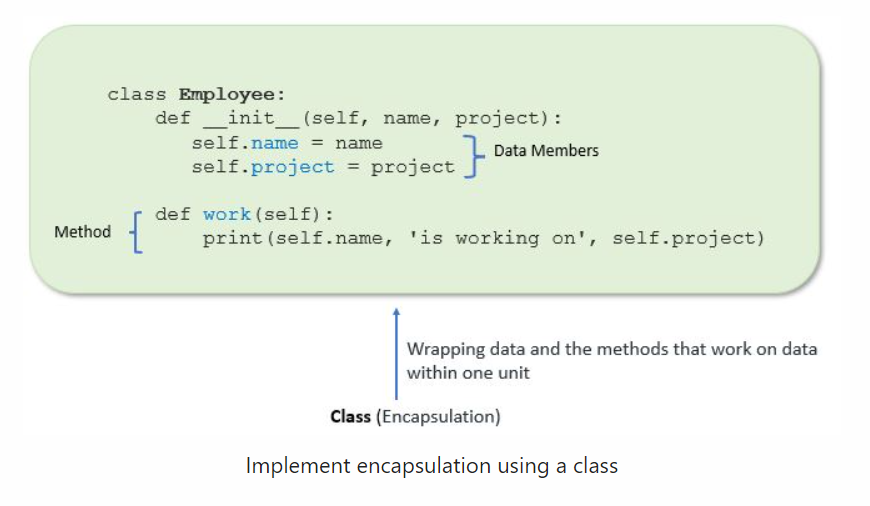 class Employee:
def __init__(self, name, project):
self.name = name
self.project = project
Data Members
Method
def work(self):
print(self.name, 'is working on', self.project)
Wrapping data and the methods that work on data
within one unit
Class (Encapsulation)
Implement encapsulation using a class